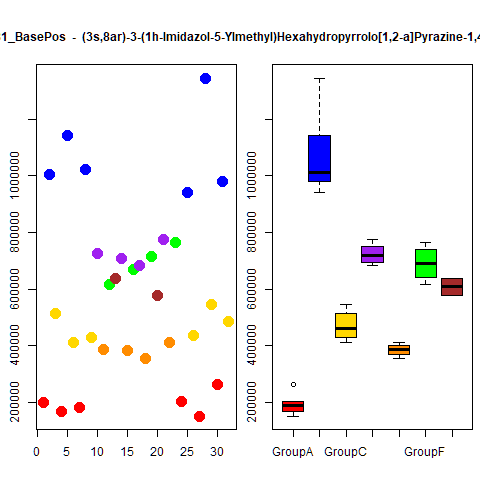 31_BasePos - (3s,8ar)-3-(1h-Imidazol-5-Ylmethyl)Hexahydropyrrolo[1,2-a]Pyrazine-1,4
200000 400000 600000 800000 1000000
0 5 10 15 20 25 30
200000 400000 600000 800000 1000000
GroupA GroupC GroupF